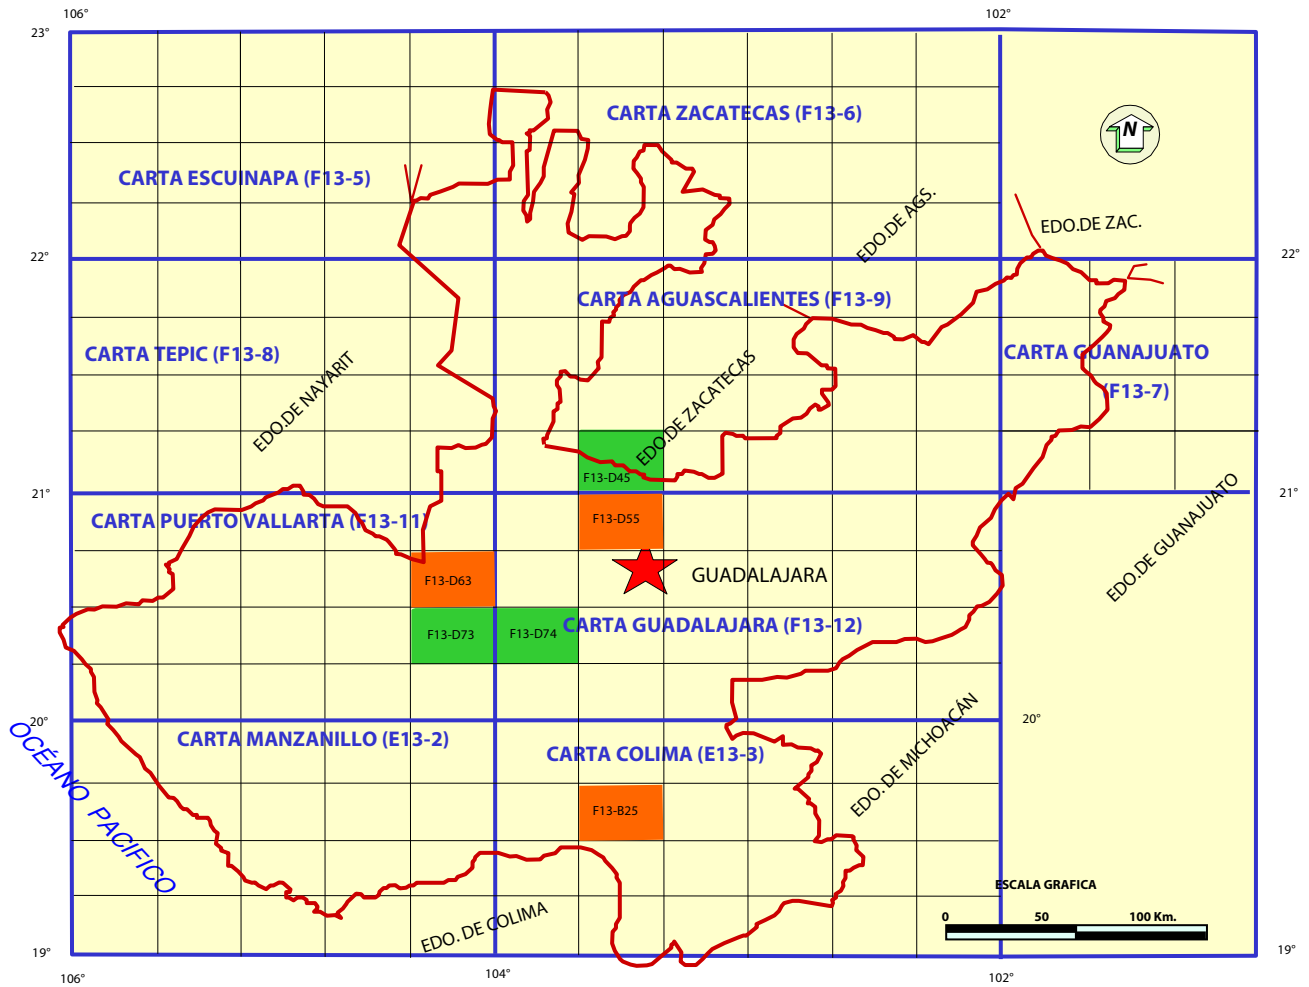 106°
102°
23°
CARTA ZACATECAS (F13-6)
N
CARTA ESCUINAPA (F13-5)
EDO.DE AGS.
EDO.DE ZAC.
22°
22°
CARTA AGUASCALIENTES (F13-9)
CARTA TEPIC (F13-8)
CARTA GUANAJUATO
(F13-7)
EDO.DE NAYARIT
EDO.DE ZACATECAS
F13-D45
21°
21°
CARTA PUERTO VALLARTA (F13-11)
F13-D55
EDO.DE GUANAJUATO
F13-D63
GUADALAJARA
F13-D73
F13-D74
CARTA GUADALAJARA (F13-12)
20°
20°
OCÉANO PACIFICO
CARTA MANZANILLO (E13-2)
CARTA COLIMA (E13-3)
EDO. DE MICHOACÁN
F13-B25
ESCALA GRAFICA
0 50 100 Km.
EDO. DE COLIMA
19°
19°
106°
104°
102°